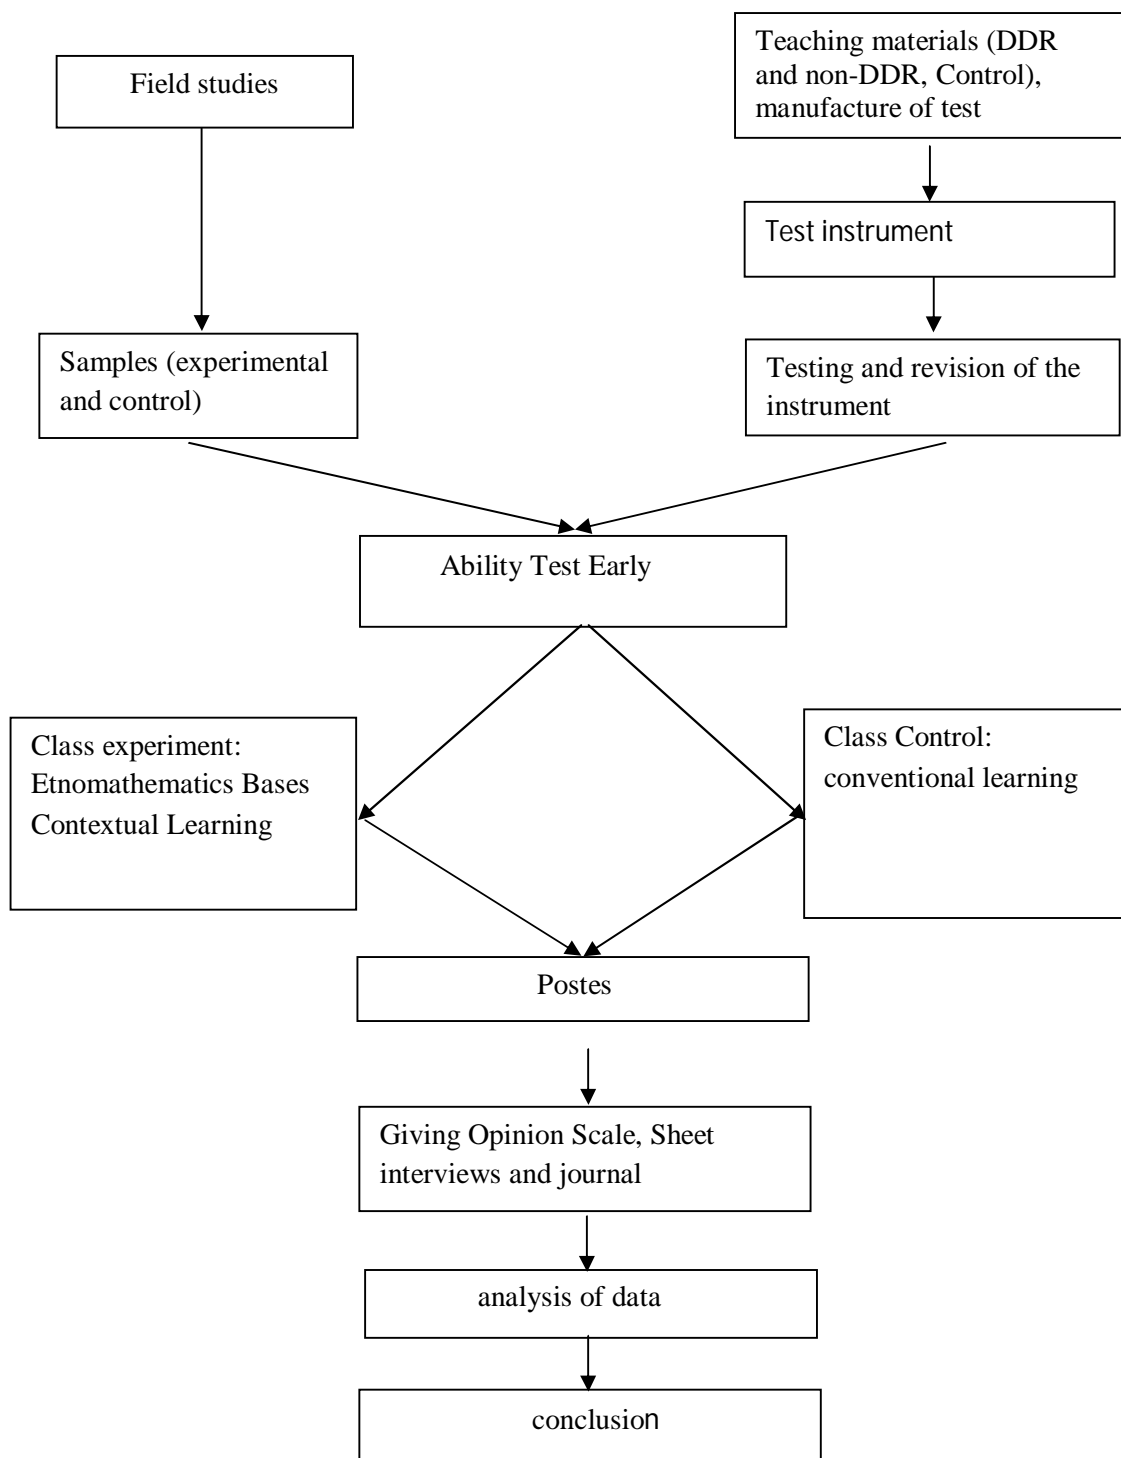 Field studies
Teaching materials (DDR
and non-DDR, Control),
manufacture of test
Test instrument
Samples (experimental
and control)
Testing and revision of the
instrument
Ability Test Early
Class experiment:
Etnomathematics Bases
Contextual Learning
Class Control:
conventional learning
Postes
Giving Opinion Scale, Sheet
interviews and journal
analysis of data
conclusion